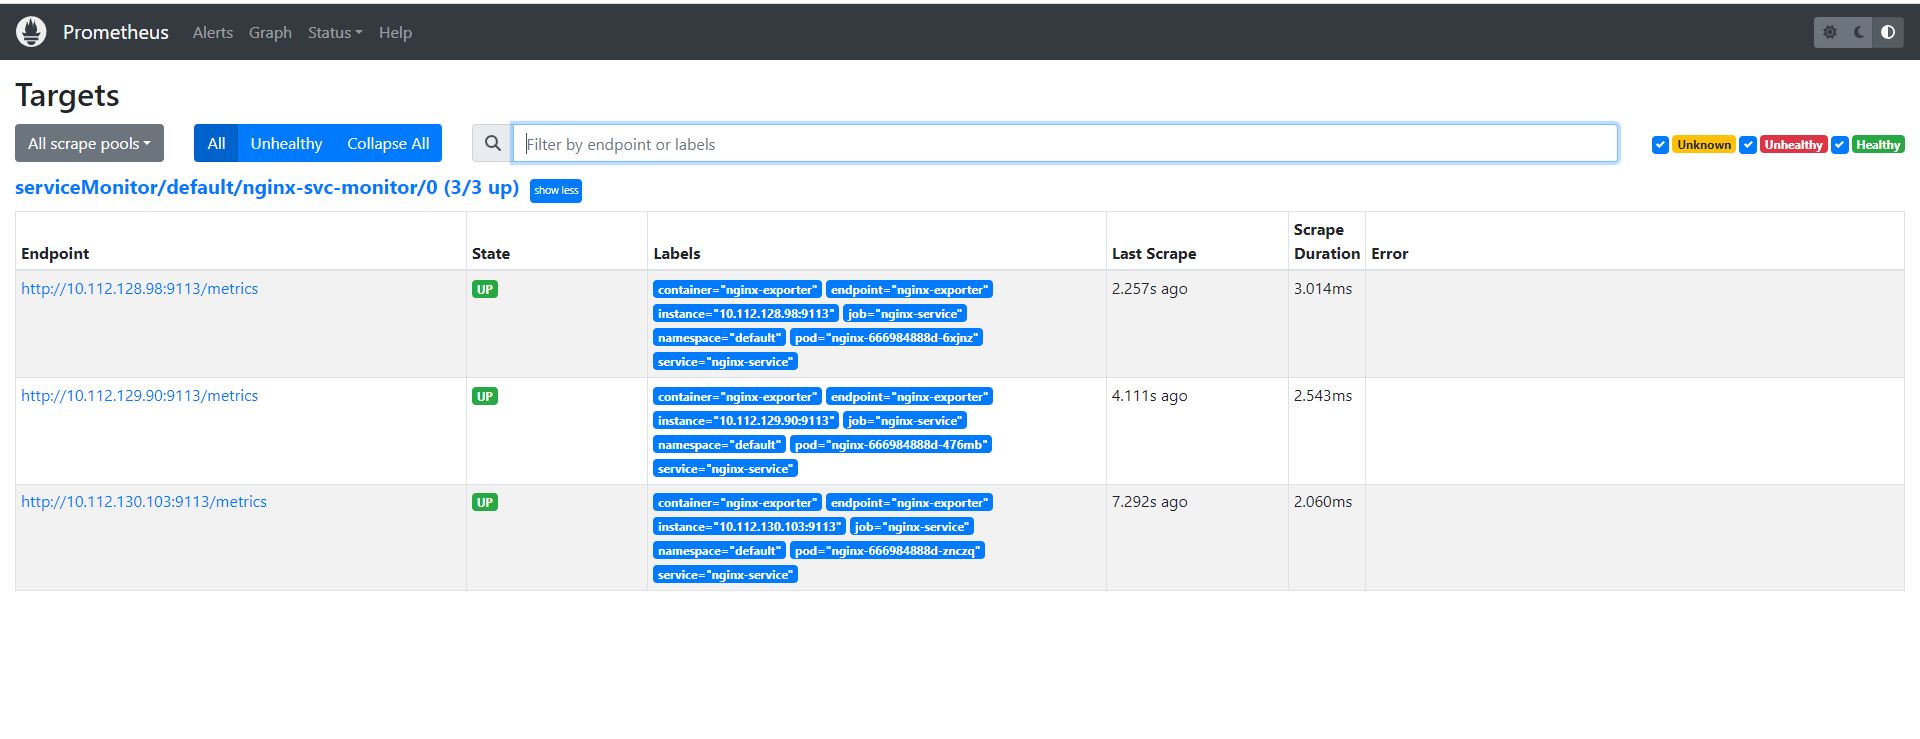 Prometheus Alerts Graph Status Help
Targets
All scrape pools All Unhealthy Collapse All Filter by endpoint or labels Unknown Unhealthy Healthy
serviceMonitor/default/nginx-svc-monitor/0 (3/3 up) show less
Endpoint State Labels Last Scrape Scrape Duration Error
http://10.112.128.98:9113/metrics UP container="nginx-exporter" endpoint="nginx-exporter" 2.257s ago 3.014ms
instance="10.112.128.98:9113" job="nginx-service"
namespace="default" pod="nginx-666984888d-6xjnz"
service="nginx-service"
http://10.112.129.90:9113/metrics UP container="nginx-exporter" endpoint="nginx-exporter" 4.111s ago 2.543ms
instance="10.112.129.90:9113" job="nginx-service"
namespace="default" pod="nginx-666984888d-476mb"
service="nginx-service"
http://10.112.130.103:9113/metrics UP container="nginx-exporter" endpoint="nginx-exporter" 7.292s ago 2.060ms
instance="10.112.130.103:9113" job="nginx-service"
namespace="default" pod="nginx-666984888d-znczq"
service="nginx-service"